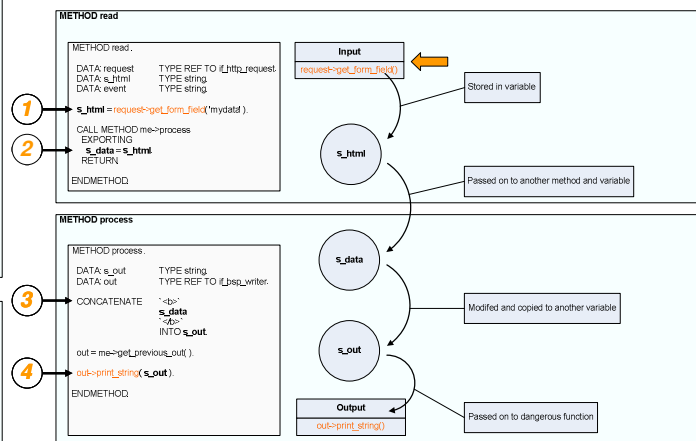 METHOD read
METHOD read.
DATA: request TYPE REF TO if_http_request.
DATA: s_html TYPE string.
DATA: event TYPE string.
1
s_html = request->get_form_field( 'mydata' ).
CALL METHOD me->process
2
EXPORTING
s_data = s_html.
RETURN
ENDMETHOD.
Input
request->get_form_field()
Stored in variable
s_html
Passed on to another method and variable
METHOD process
METHOD process.
DATA: s_out TYPE string.
DATA: out TYPE REF TO if_bsp_writer.
3
CONCATENATE `<b>`
s_data
`</b>`
INTO s_out.
out = me->get_previous_out( ).
4
out->print_string( s_out ).
ENDMETHOD.
s_data
Modifed and copied to another variable
s_out
Output
out->print_string()
Passed on to dangerous function